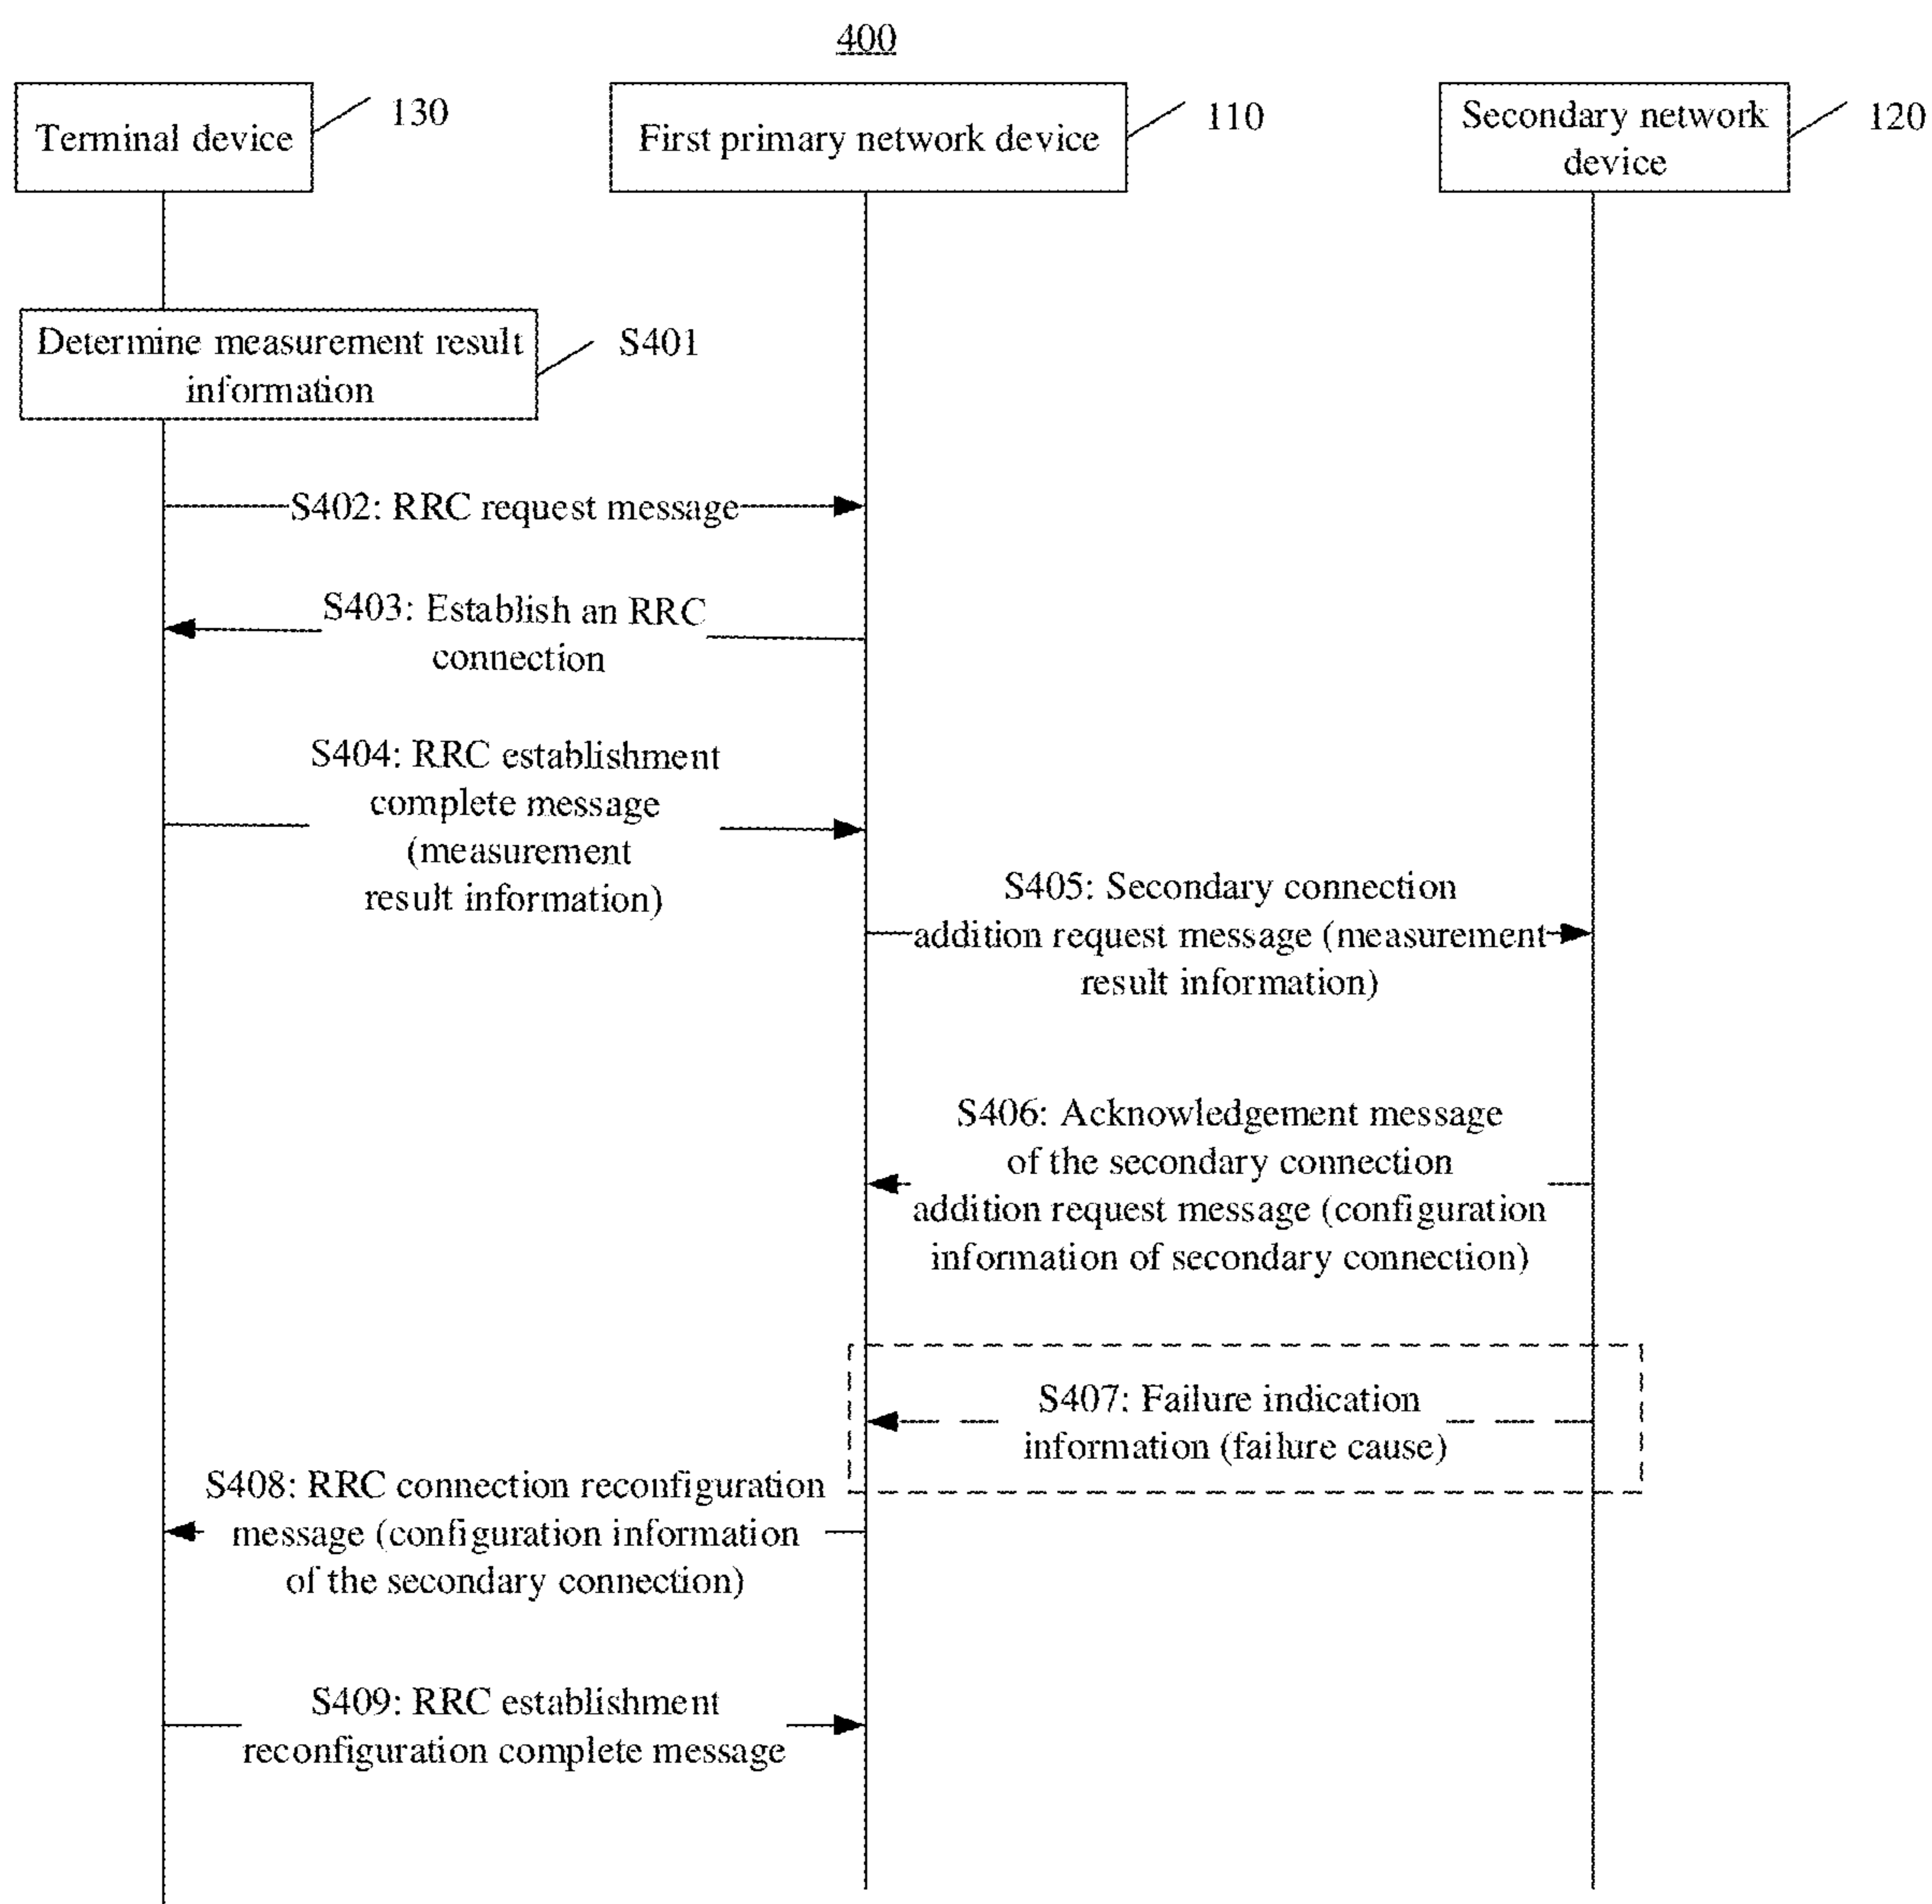 400
Terminal device
130
First primary network device
110
Secondary network
device
120
Determine measurement result
information
S401
S402: RRC request message
S403: Establish an RRC
connection
S404: RRC establishment
complete message
(measurement
result information)
S405: Secondary connection
addition request message (measurement
result information)
S406: Acknowledgement message
of the secondary connection
addition request message (configuration
information of secondary connection)
S407: Failure indication
information (failure cause)
S408: RRC connection reconfiguration
message (configuration information
of the secondary connection)
S409: RRC establishment
reconfiguration complete message